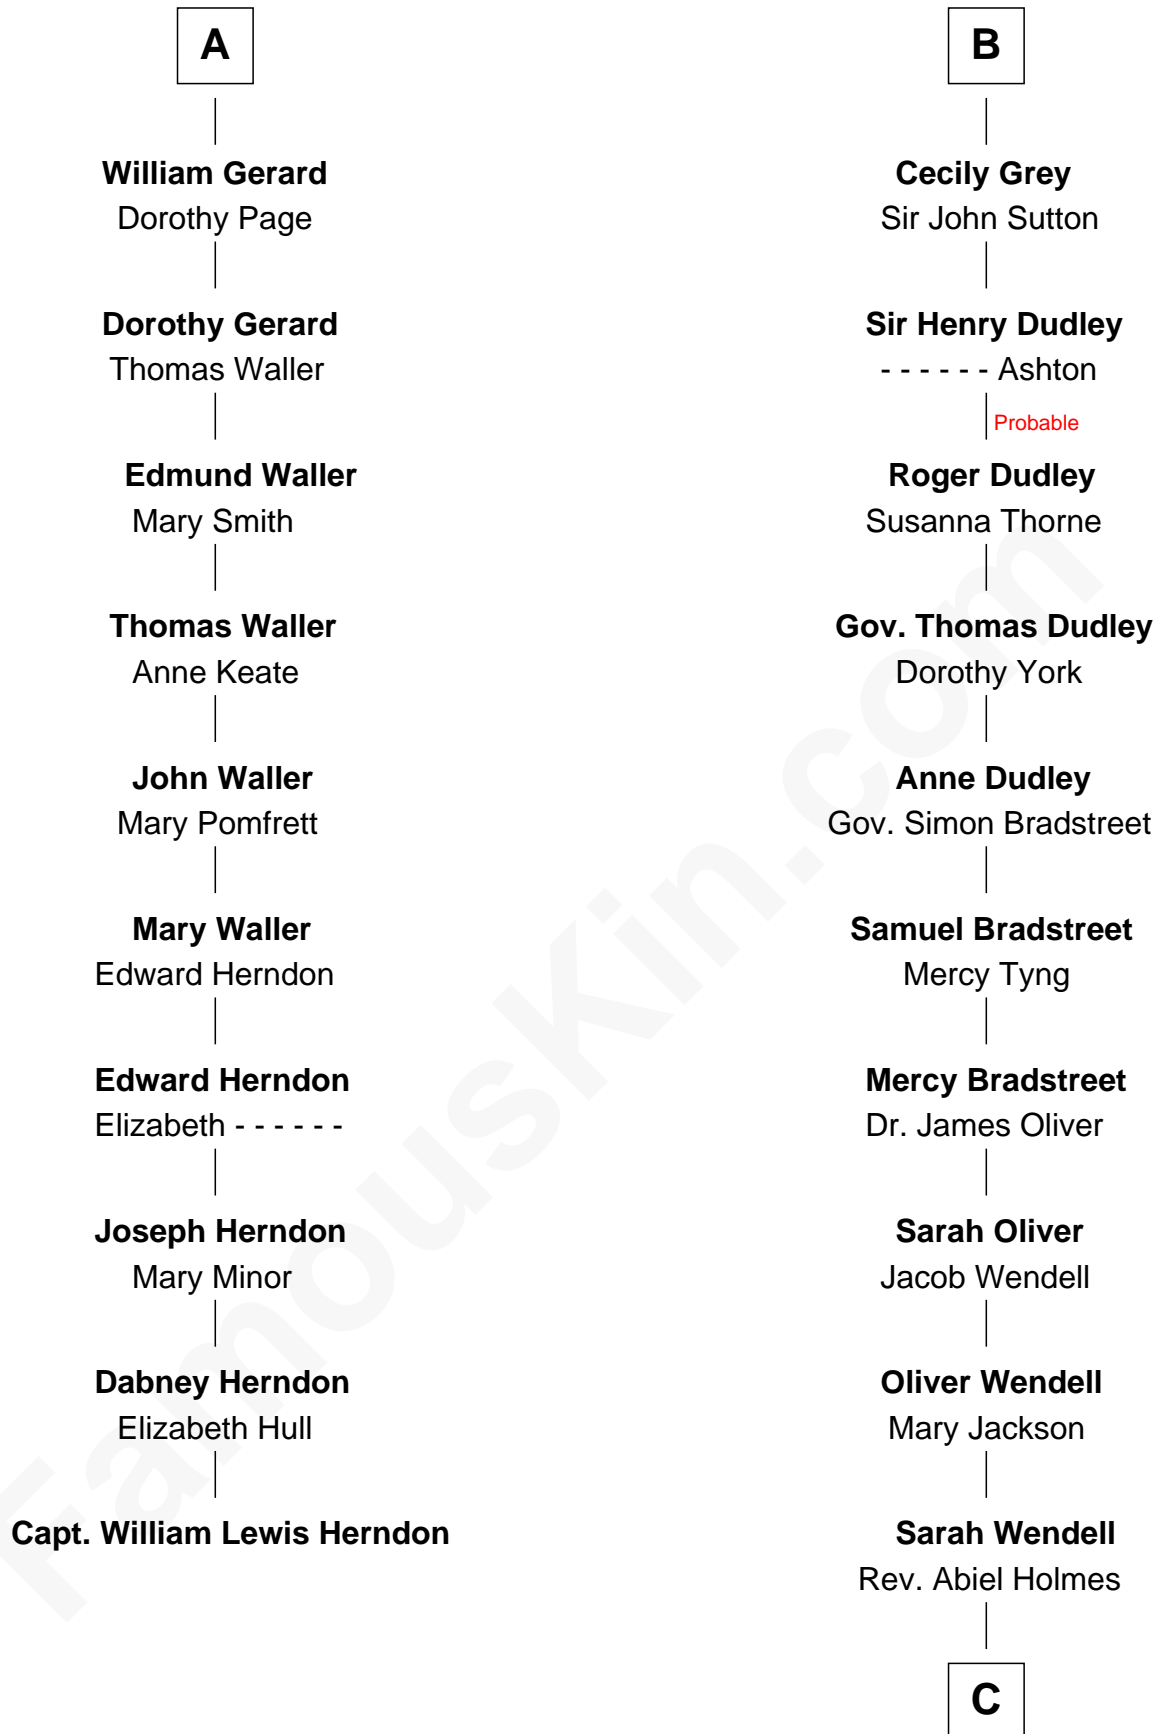 A
William Gerard
Dorothy Page
Dorothy Gerard
Thomas Waller
Edmund Waller
Mary Smith
Thomas Waller
Anne Keate
John Waller
Mary Pomfrett
Mary Waller
Edward Herndon
Edward Herndon
Elizabeth - - - - - -
Joseph Herndon
Mary Minor
Dabney Herndon
Elizabeth Hull
Capt. William Lewis Herndon
B
Cecily Grey
Sir John Sutton
Sir Henry Dudley
- - - - - - Ashton
Probable
Roger Dudley
Susanna Thorne
Gov. Thomas Dudley
Dorothy York
Anne Dudley
Gov. Simon Bradstreet
Samuel Bradstreet
Mercy Tyng
Mercy Bradstreet
Dr. James Oliver
Sarah Oliver
Jacob Wendell
Oliver Wendell
Mary Jackson
Sarah Wendell
Rev. Abiel Holmes
C
FamousKin.com